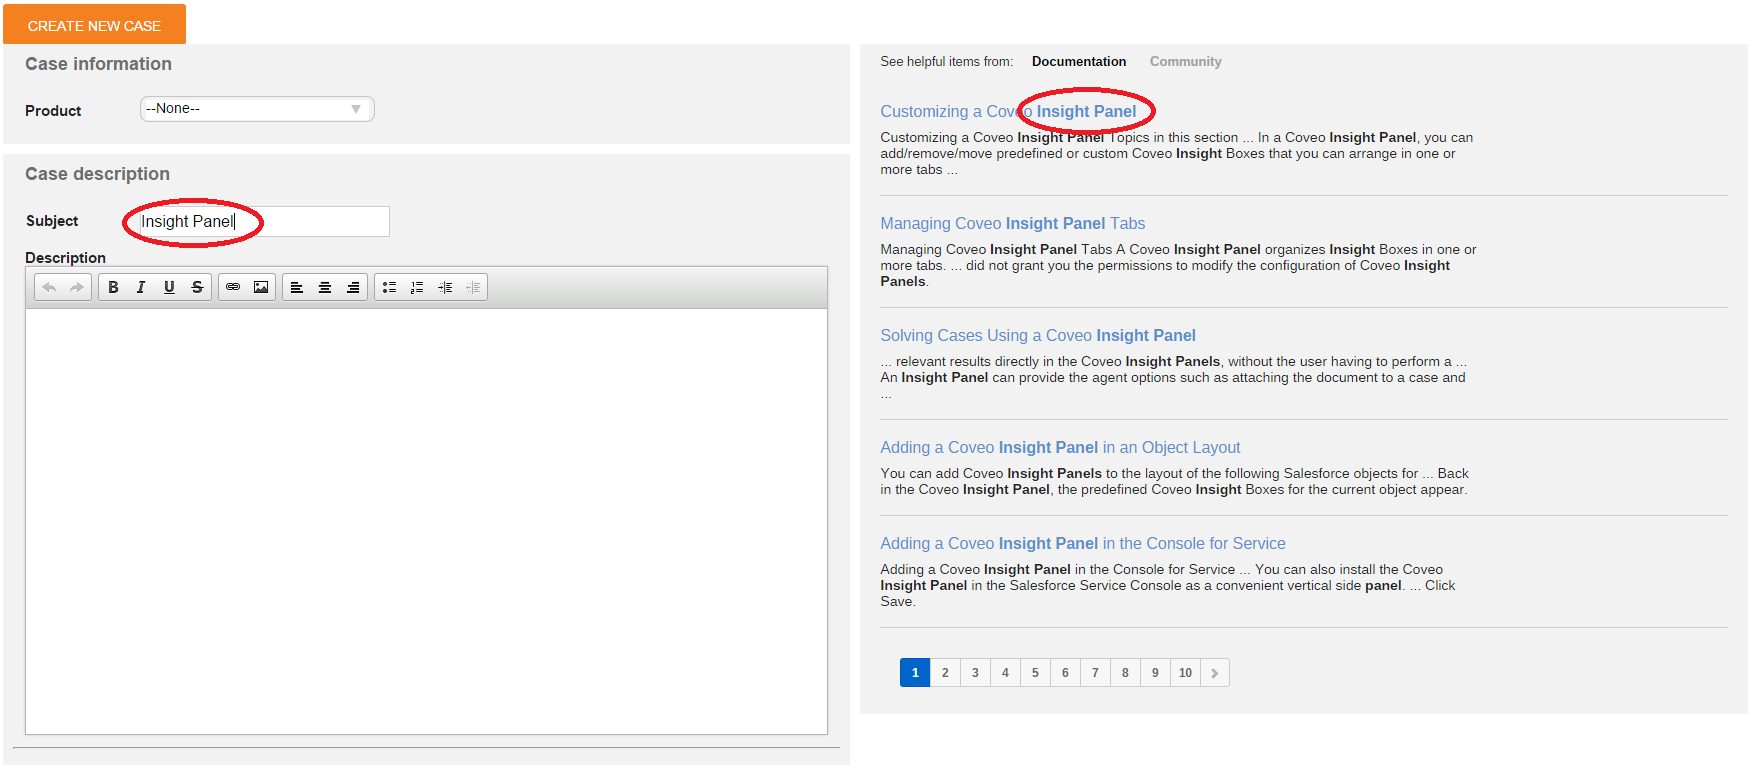 CREATE NEW CASE
Case information
Product
--None--
Case description
Subject
Insight Panel
Description
B I U S
See helpful items from: Documentation Community
Customizing a Coveo Insight Panel
Customizing a Coveo Insight Panel Topics in this section ... In a Coveo Insight Panel, you can
add/remove/move predefined or custom Coveo Insight Boxes that you can arrange in one or
more tabs ...
Managing Coveo Insight Panel Tabs
Managing Coveo Insight Panel Tabs A Coveo Insight Panel organizes Insight Boxes in one or
more tabs. ... did not grant you the permissions to modify the configuration of Coveo Insight
Panels.
Solving Cases Using a Coveo Insight Panel
... relevant results directly in the Coveo Insight Panels, without the user having to perform a ...
An Insight Panel can provide the agent options such as attaching the document to a case and
...
Adding a Coveo Insight Panel in an Object Layout
You can add Coveo Insight Panels to the layout of the following Salesforce objects for ... Back
in the Coveo Insight Panel, the predefined Coveo Insight Boxes for the current object appear.
Adding a Coveo Insight Panel in the Console for Service
Adding a Coveo Insight Panel in the Console for Service ... You can also install the Coveo
Insight Panel in the Salesforce Service Console as a convenient vertical side panel. ... Click
Save.
1 2 3 4 5 6 7 8 9 10